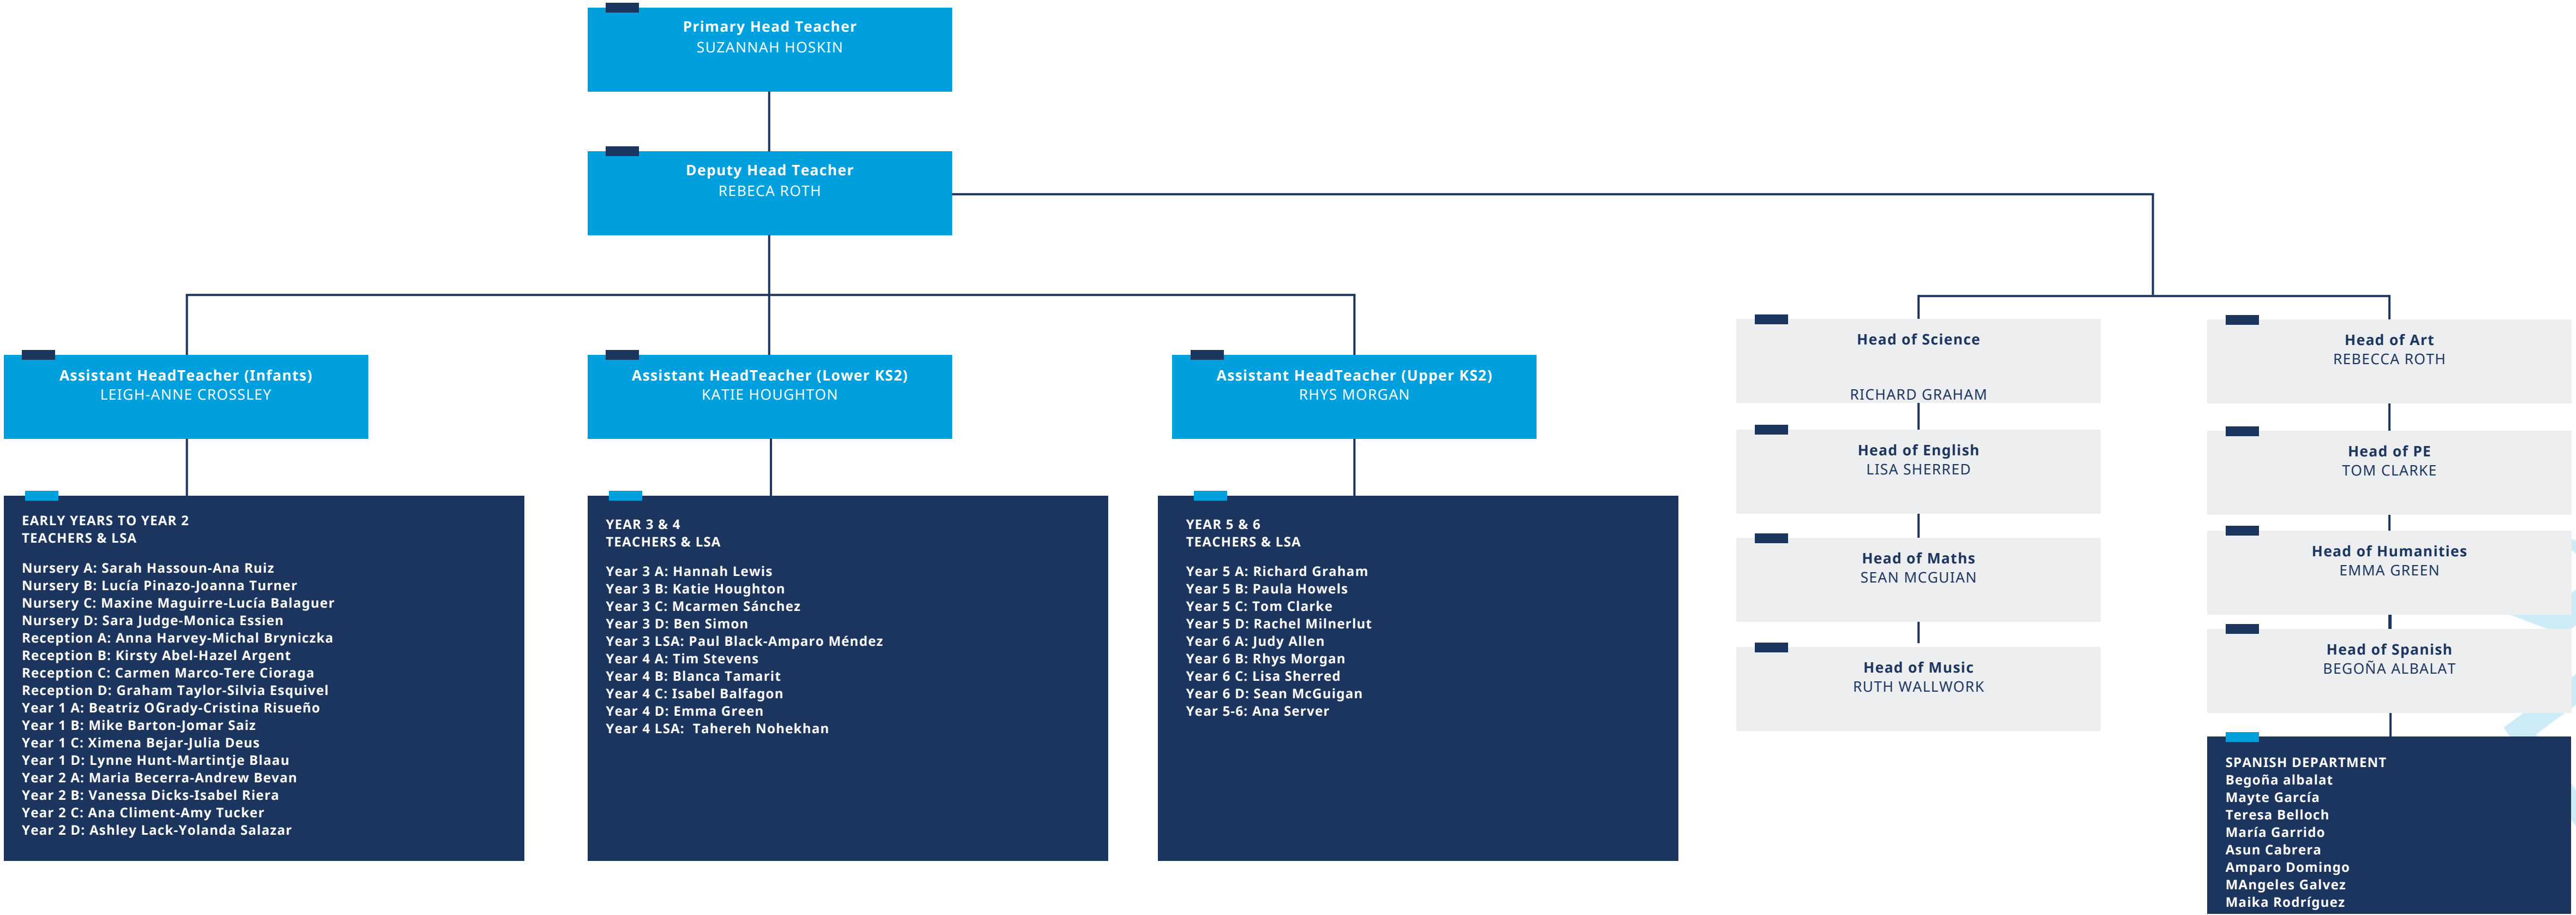 Primary Head Teacher
SUZANNAH HOSKIN
Deputy Head Teacher
REBECA ROTH
Assistant HeadTeacher (Infants)
LEIGH-ANNE CROSSLEY
Assistant HeadTeacher (Lower KS2)
KATIE HOUGHTON
Assistant HeadTeacher (Upper KS2)
RHYS MORGAN
EARLY YEARS TO YEAR 2
TEACHERS & LSA
Nursery A: Sarah Hassoun-Ana Ruiz
Nursery B: Lucía Pinazo-Joanna Turner
Nursery C: Maxine Maguirre-Lucía Balaguer
Nursery D: Sara Judge-Monica Essien
Reception A: Anna Harvey-Michal Bryniczka
Reception B: Kirsty Abel-Hazel Argent
Reception C: Carmen Marco-Tere Cioraga
Reception D: Graham Taylor-Silvia Esquivel
Year 1 A: Beatriz OGrady-Cristina Risueño
Year 1 B: Mike Barton-Jomar Saiz
Year 1 C: Ximena Bejar-Julia Deus
Year 1 D: Lynne Hunt-Martintje Blaau
Year 2 A: Maria Becerra-Andrew Bevan
Year 2 B: Vanessa Dicks-Isabel Riera
Year 2 C: Ana Climent-Amy Tucker
Year 2 D: Ashley Lack-Yolanda Salazar
YEAR 3 & 4
TEACHERS & LSA
Year 3 A: Hannah Lewis
Year 3 B: Katie Houghton
Year 3 C: Mcarmen Sánchez
Year 3 D: Ben Simon
Year 3 LSA: Paul Black-Amparo Méndez
Year 4 A: Tim Stevens
Year 4 B: Blanca Tamarit
Year 4 C: Isabel Balfagon
Year 4 D: Emma Green
Year 4 LSA:  Tahereh Nohekhan
YEAR 5 & 6
TEACHERS & LSA
Year 5 A: Richard Graham
Year 5 B: Paula Howels
Year 5 C: Tom Clarke
Year 5 D: Rachel Milnerlut
Year 6 A: Judy Allen
Year 6 B: Rhys Morgan
Year 6 C: Lisa Sherred
Year 6 D: Sean McGuigan
Year 5-6: Ana Server
Head of Science
RICHARD GRAHAM
Head of English
LISA SHERRED
Head of Maths
SEAN MCGUIAN
Head of Music
RUTH WALLWORK
Head of Art
REBECCA ROTH
Head of PE
TOM CLARKE
Head of Humanities
EMMA GREEN
Head of Spanish
BEGOÑA ALBALAT
SPANISH DEPARTMENT
Begoña albalat
Mayte García
Teresa Belloch
María Garrido
Asun Cabrera
Amparo Domingo
MAngeles Galvez
Maika Rodríguez